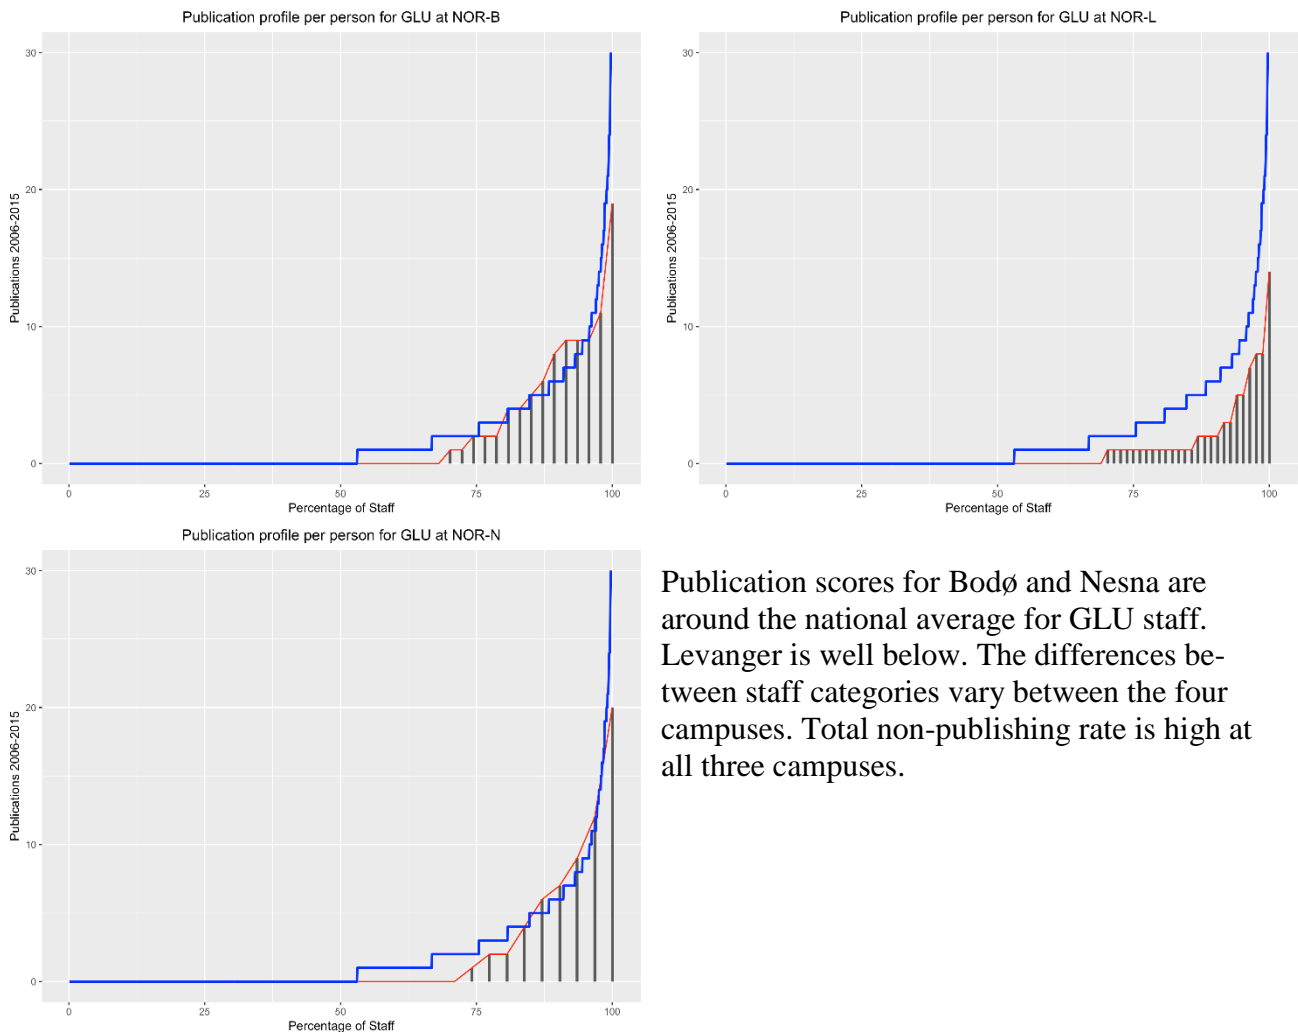 Publication profile per person for GLU at NOR-B
30
20
10
0
Publications 2006-2015
0 25 50 75 100
Percentage of Staff
Publication profile per person for GLU at NOR-L
30
20
10
0
Publications 2006-2015
0 25 50 75 100
Percentage of Staff
Publication profile per person for GLU at NOR-N
30
20
10
0
Publications 2006-2015
0 25 50 75 100
Percentage of Staff
Publication scores for Bodø and Nesna are
around the national average for GLU staff.
Levanger is well below. The differences be-
tween staff categories vary between the four
campuses. Total non-publishing rate is high at
all three campuses.